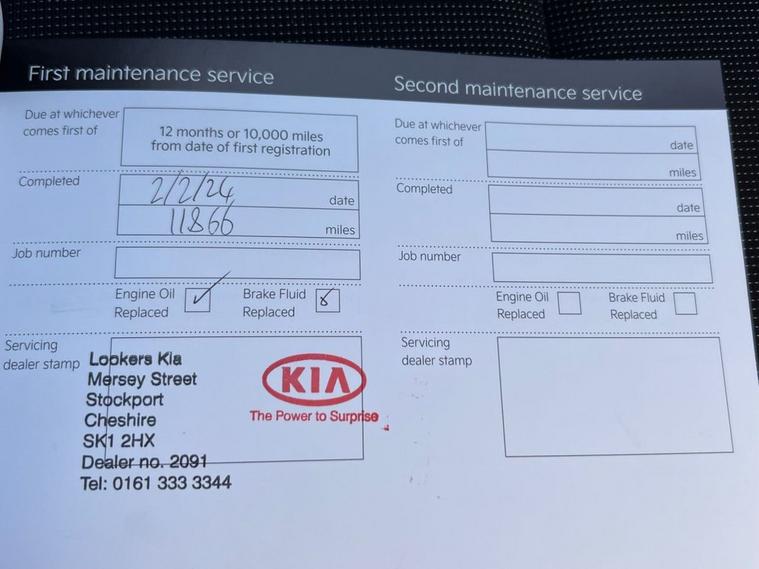 First maintenance service
Due at whichever
comes first of
12 months or 10,000 miles
from date of first registration
Completed
2/2/24
date
11866
miles
Job number
Engine Oil
Replaced
Brake Fluid
Replaced
Servicing
dealer stamp
Lookers Kia
Mersey Street
Stockport
Cheshire
SK1 2HX
Dealer no. 2091
Tel: 0161 333 3344
KIA
The Power to Surprise
Second maintenance service
Due at whichever
comes first of
date
miles
Completed
date
miles
Job number
Engine Oil
Replaced
Brake Fluid
Replaced
Servicing
dealer stamp